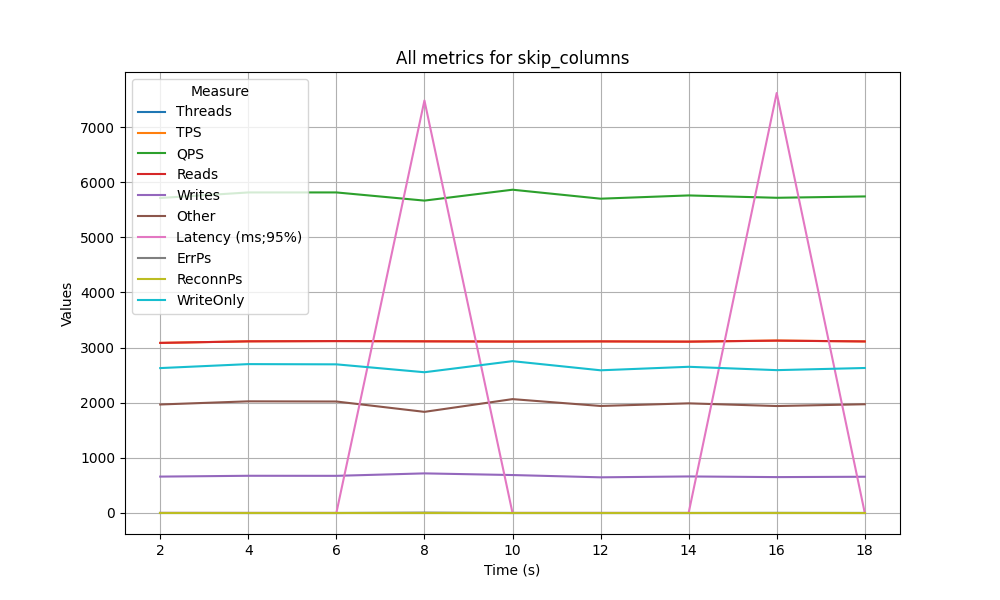 All metrics for skip_columns
Measure
Threads
TPS
QPS
Reads
Writes
Other
Latency (ms;95%)
ErrPs
ReconnPs
WriteOnly
7000
6000
5000
4000
3000
2000
1000
0
Values
2 4 6 8 10 12 14 16 18
Time (s)